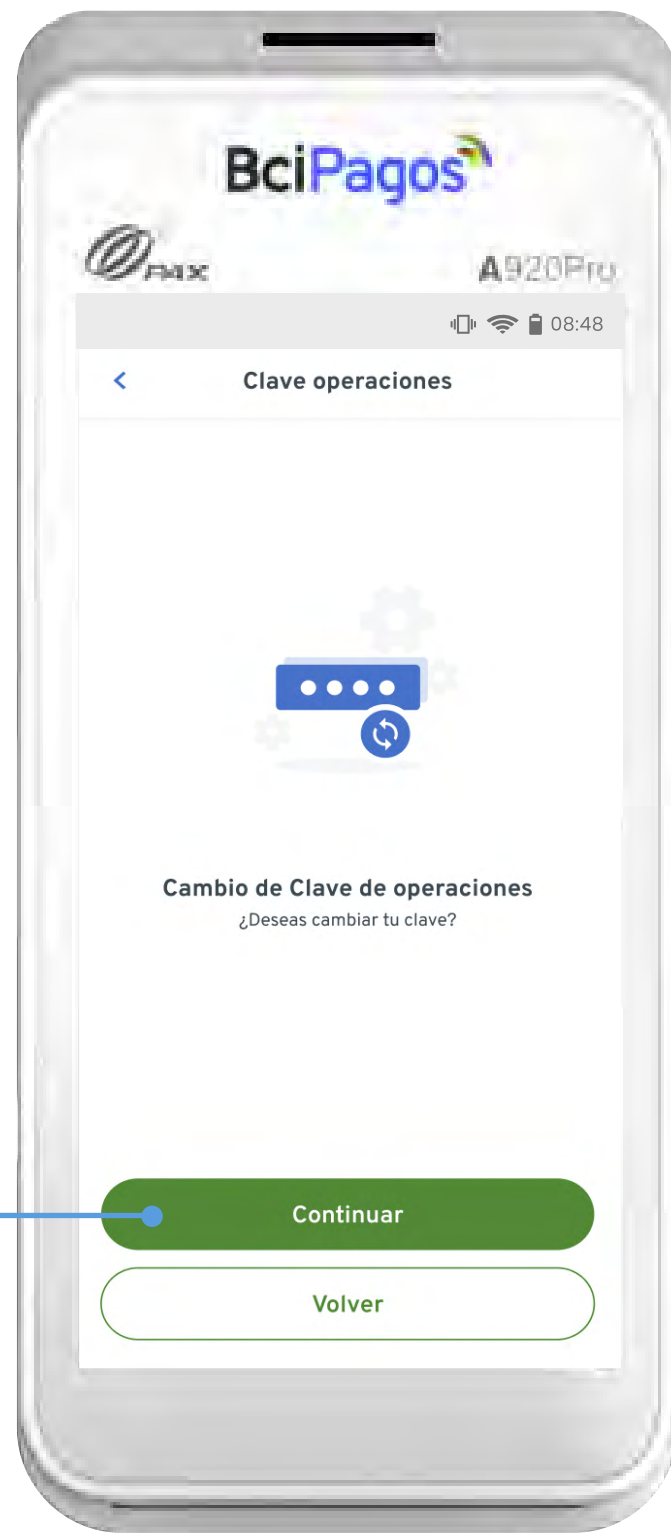 BciPagos
PAX
A920Pro
08:48
Clave operaciones
Cambio de Clave de operaciones
¿Deseas cambiar tu clave?
Continuar
Volver